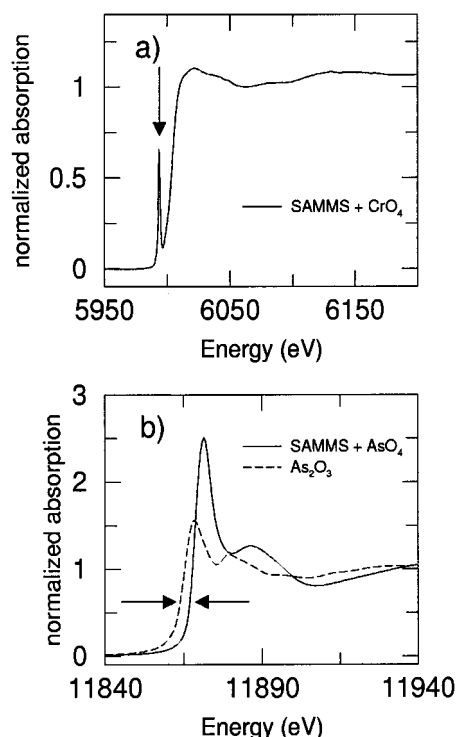 a)
normalized absorption
1
0.5
0
SAMMS + CrO₄
5950 6050 6150
Energy (eV)
b)
normalized absorption
3
2
1
0
SAMMS + AsO₄
As₂O₃
11840 11890 11940
Energy (eV)